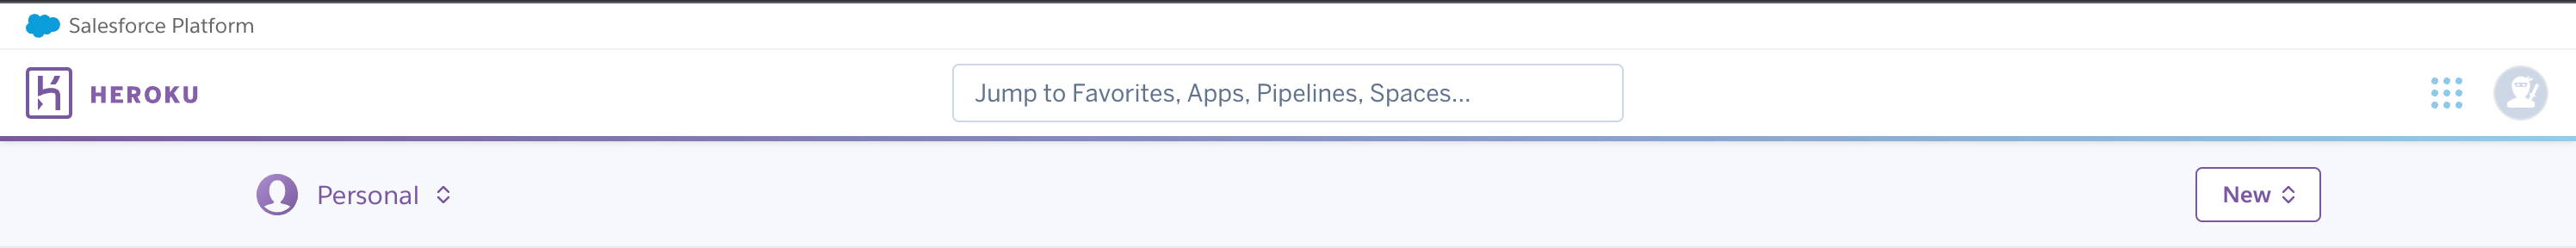 Salesforce Platform
HEROKU
Jump to Favorites, Apps, Pipelines, Spaces...
Personal
New